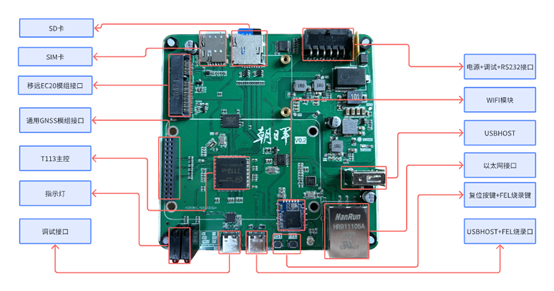 SD卡
SIM卡
移远EC20模组接口
通用GNSS模组接口
T113主控
指示灯
调试接口
电源+调试+RS232接口
WIFI模块
USBHOST
以太网接口
复位按键+FEL烧录键
USBHOST+FEL烧录口
朝晖
V1.0
HanRun